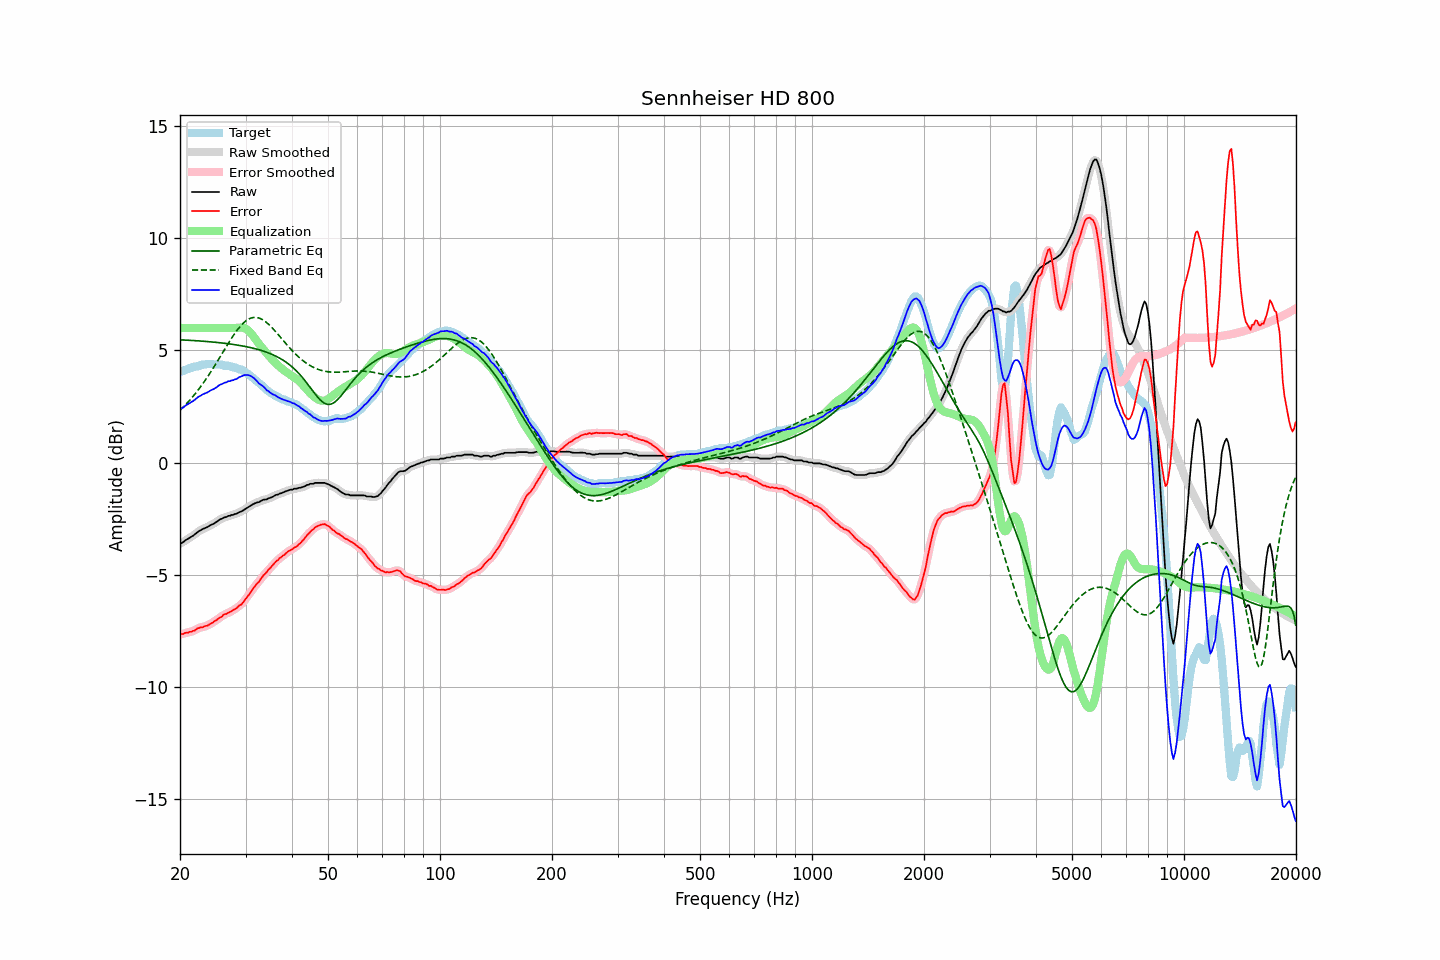 Sennheiser HD 800
Target
Raw Smoothed
Error Smoothed
Raw
Error
Equalization
Parametric Eq
Fixed Band Eq
Equalized
Amplitude (dBr)
15
10
5
0
−5
−10
−15
20 50 100 200 500 1000 2000 5000 10000 20000
Frequency (Hz)